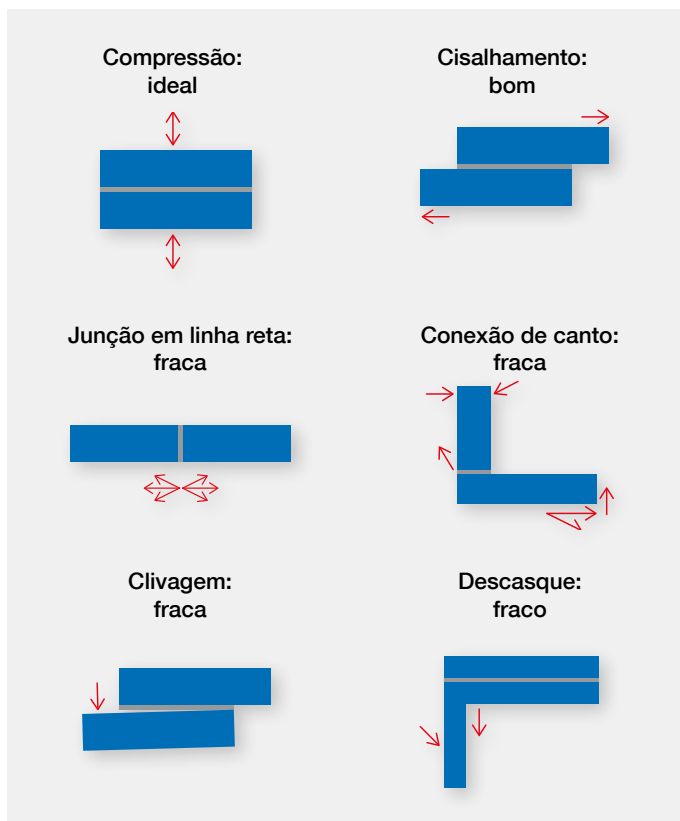 Compressão:
ideal
Cisalhamento:
bom
Junção em linha reta:
fraca
Conexão de canto:
fraca
Clivagem:
fraca
Descasque:
fraco